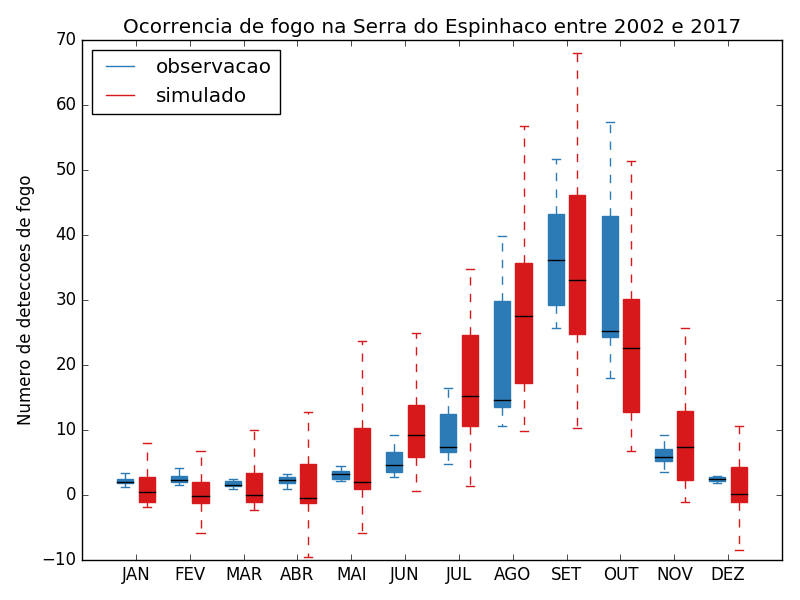 Ocorrencia de fogo na Serra do Espinhaco entre 2002 e 2017
observacao
simulado
Numero de deteccoes de fogo
70
60
50
40
30
20
10
0
−10
JAN FEV MAR ABR MAI JUN JUL AGO SET OUT NOV DEZ